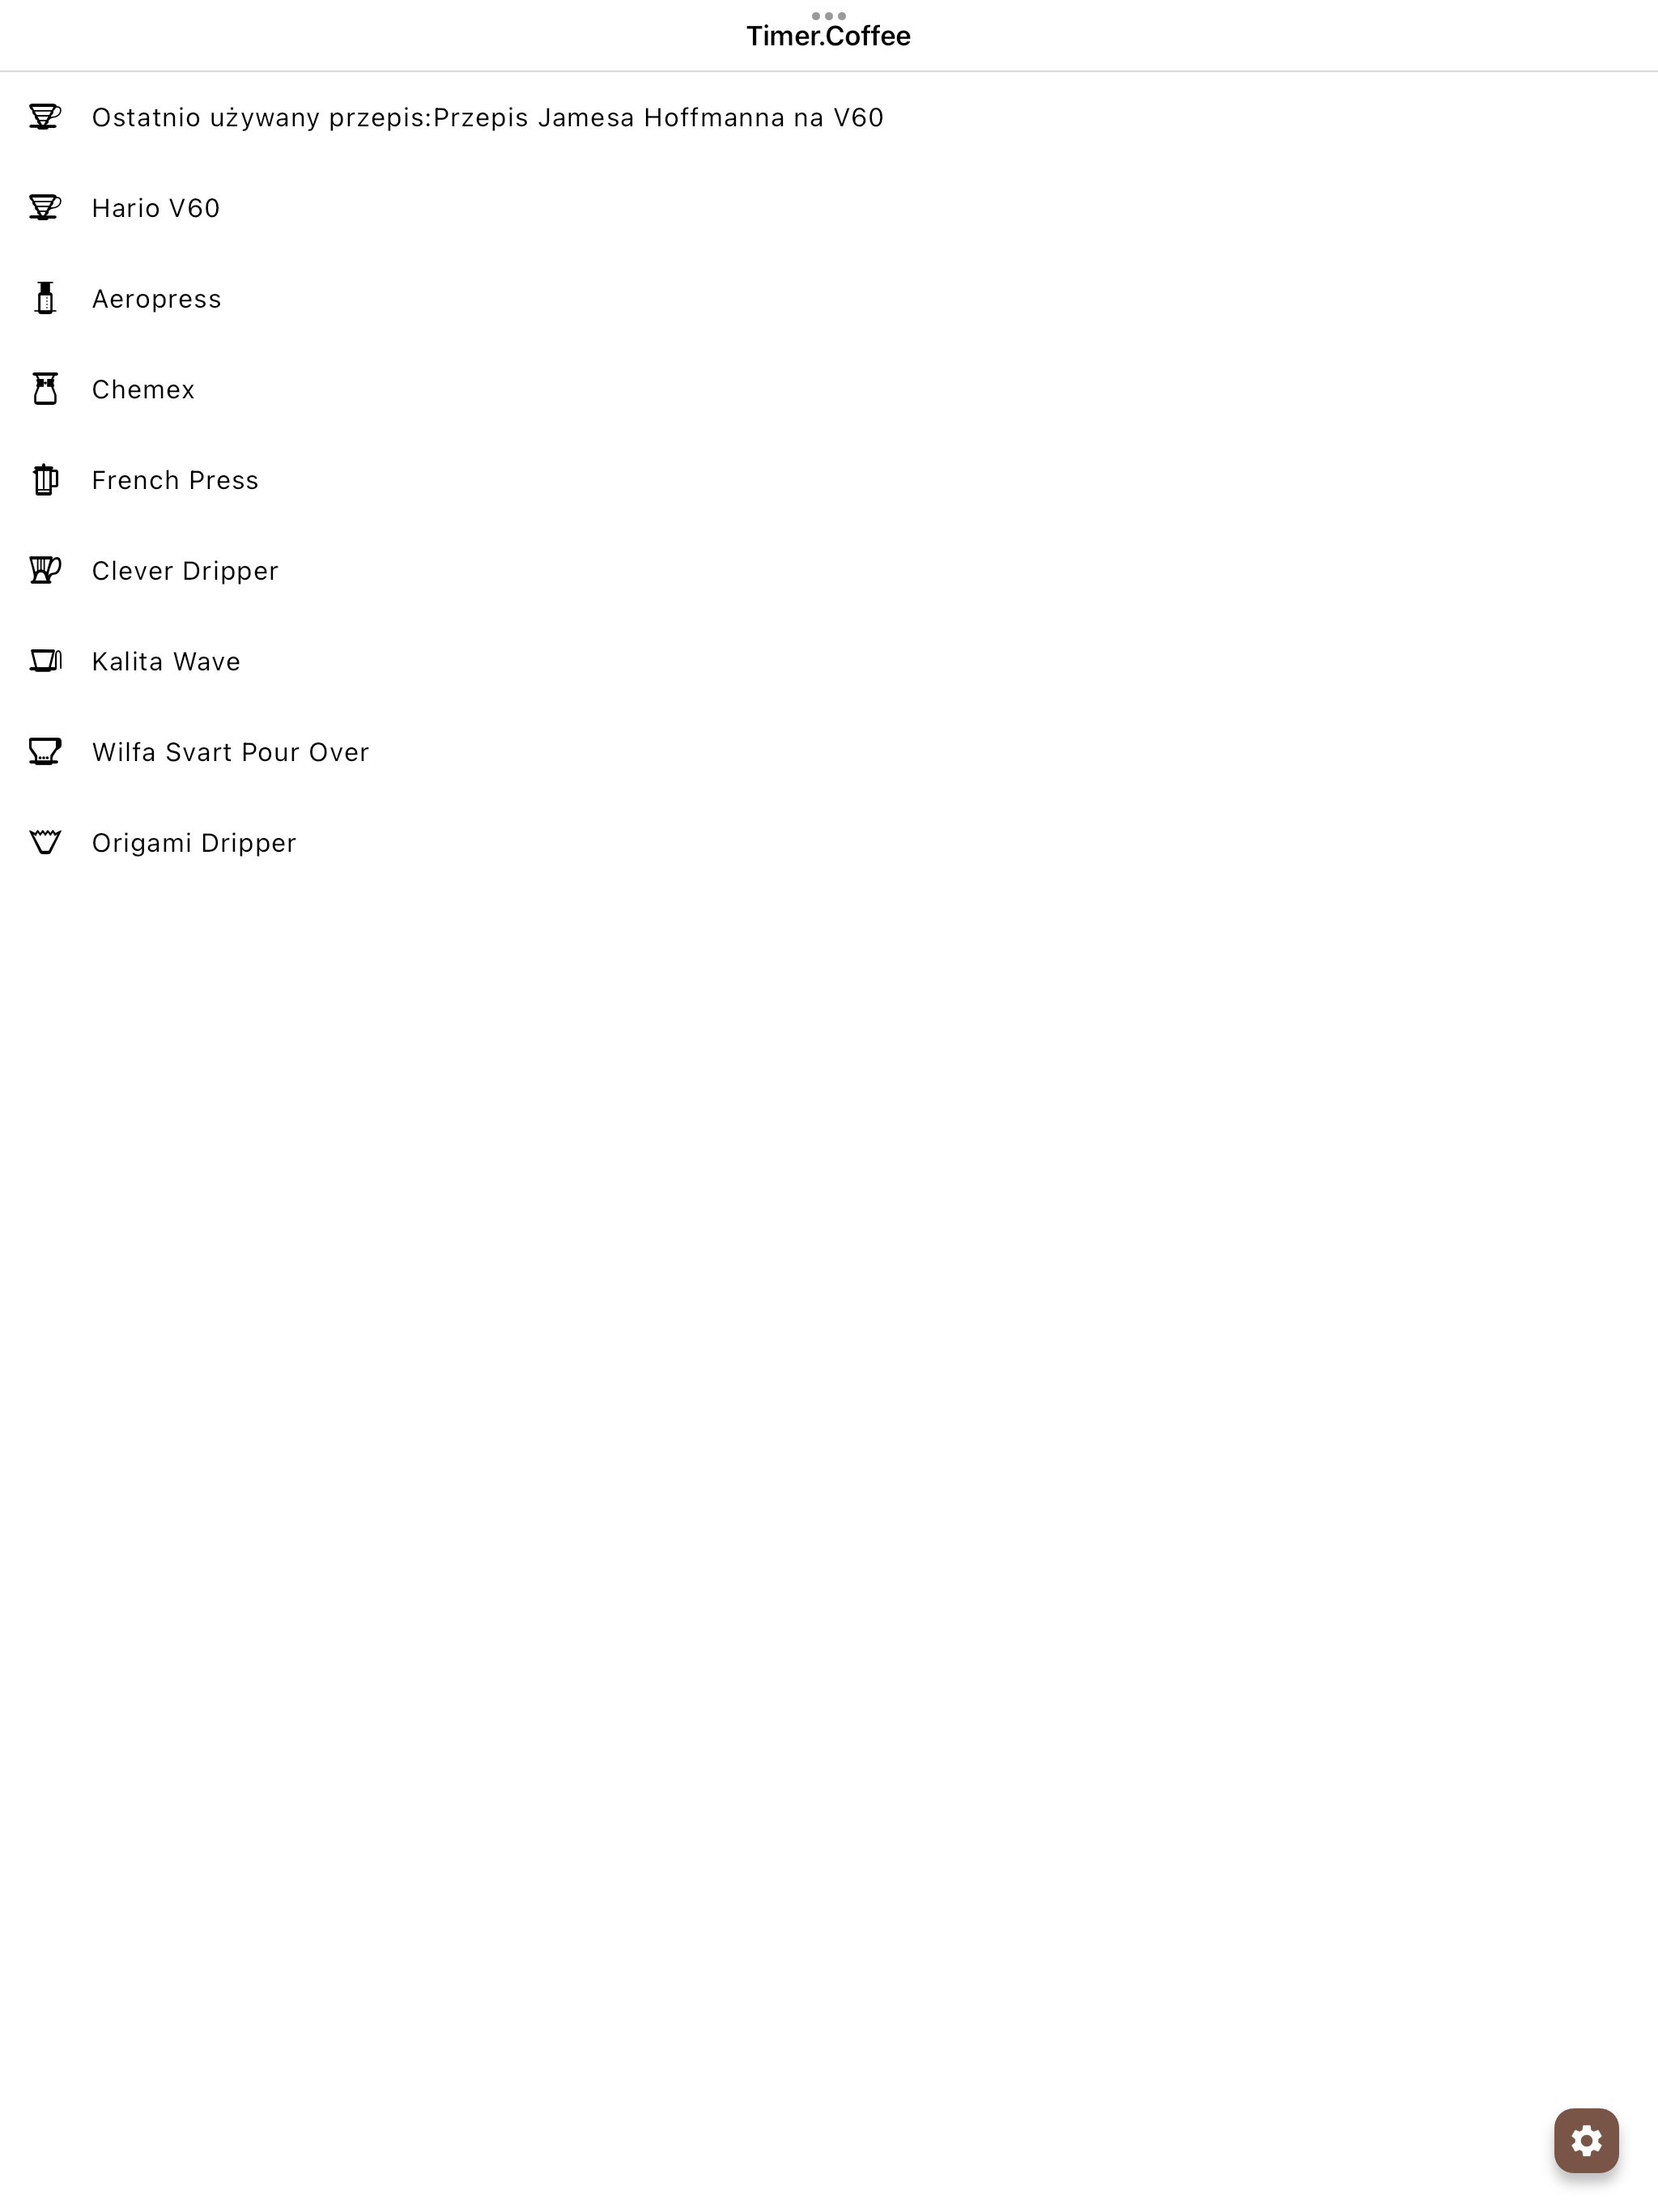 Timer.Coffee
Ostatnio używany przepis:Przepis Jamesa Hoffmanna na V60
Hario V60
Aeropress
Chemex
French Press
Clever Dripper
Kalita Wave
Wilfa Svart Pour Over
Origami Dripper